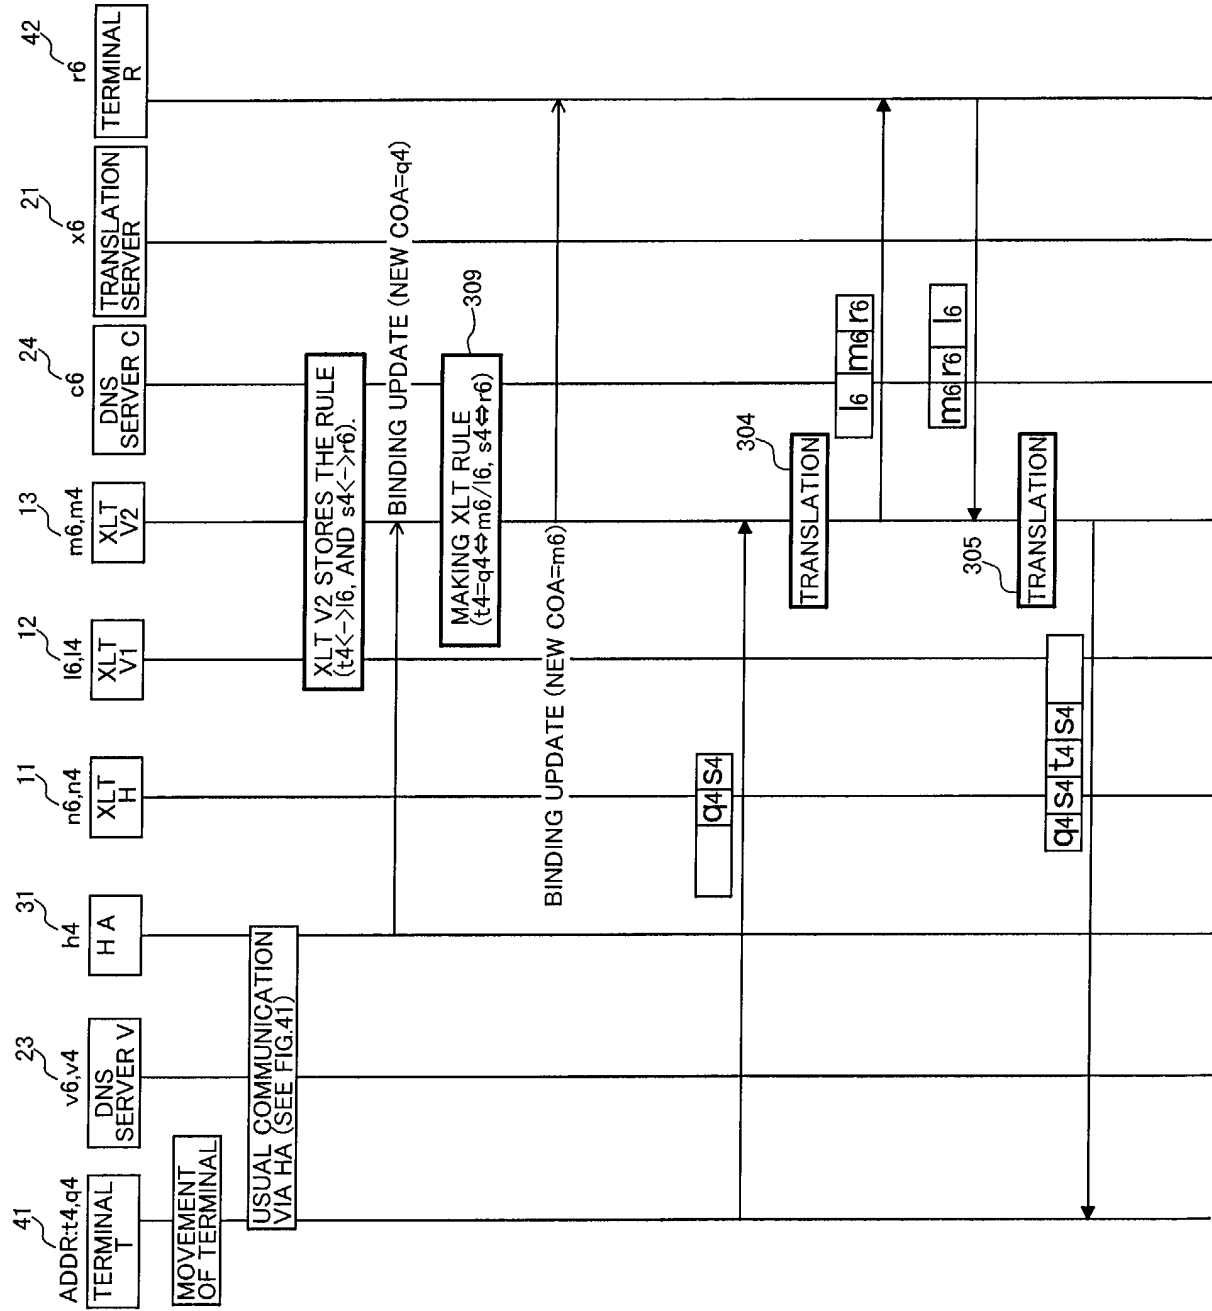 41
ADDR:t4,q4
TERMINAL
T
23
v6,v4
DNS
SERVER V
31
h4
H A
11
n6,n4
XLT
H
12
l6,l4
XLT
V1
13
m6,m4
XLT
V2
24
c6
DNS
SERVER C
21
x6
TRANSLATION
SERVER
42
r6
TERMINAL
R
MOVEMENT
OF TERMINAL
USUAL COMMUNICATION
VIA HA (SEE FIG.41)
XLT V2 STORES THE RULE
(t4<->l6, AND s4<->r6).
BINDING UPDATE (NEW COA=q4)
309
MAKING XLT RULE
(t4=q4⇔m6/l6, s4⇔r6)
BINDING UPDATE (NEW COA=m6)
q4 s4
304
TRANSLATION
l6 m6 r6
m6 r6 l6
305
TRANSLATION
q4 s4 t4 s4